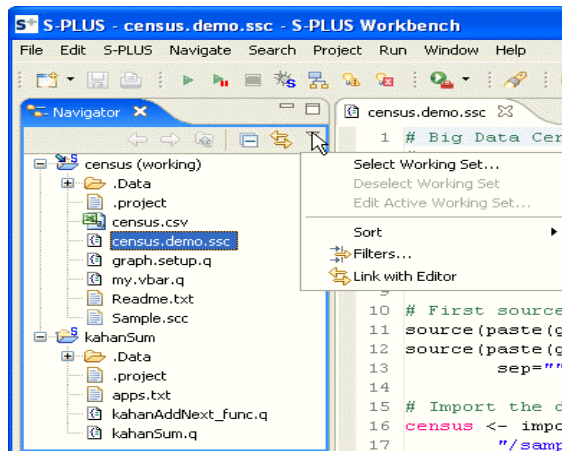 S-PLUS - census.demo.ssc - S-PLUS Workbench
File Edit S-PLUS Navigate Search Project Run Window Help
Navigator
census.demo.ssc
1 # Big Data Cen
census (working)
.Data
.project
census.csv
census.demo.ssc
graph.setup.q
my.vbar.q
Readme.txt
Sample.scc
kahanSum
.Data
.project
apps.txt
kahanAddNext_func.q
kahanSum.q
Select Working Set...
Deselect Working Set
Edit Active Working Set...
Sort
Filters...
Link with Editor
10 # First source
11 source(paste(g
12 source(paste(g
13 sep=""
14
15 # Import the d
16 census <- impo
17 "/samp